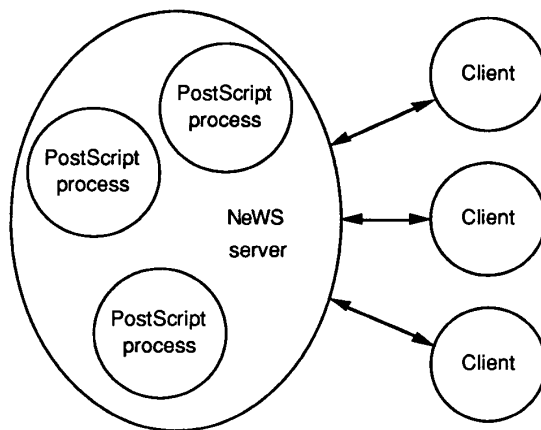 PostScript
process
PostScript
process
NeWS
server
PostScript
process
Client
Client
Client